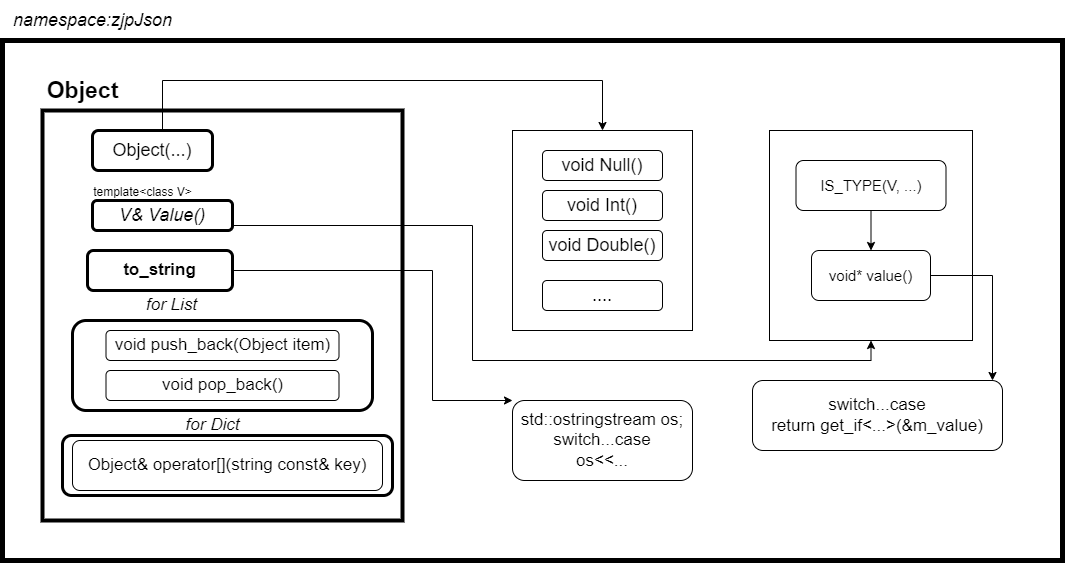 namespace:zjpJson
Object
Object(...)
template<class V>
V& Value()
to_string
for List
void push_back(Object item)
void pop_back()
for Dict
Object& operator[](string const& key)
void Null()
void Int()
void Double()
....
std::ostringstream os;
switch...case
os<<...
IS_TYPE(V, ...)
void* value()
switch...case
return get_if<...>(&m_value)